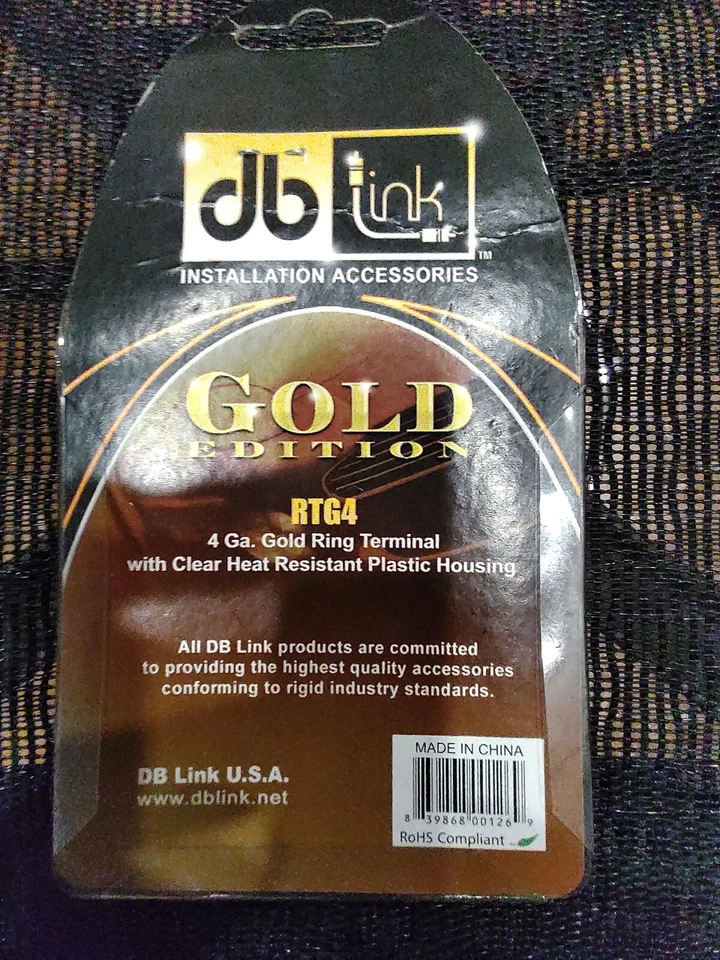 db Link
TM
INSTALLATION ACCESSORIES
GOLD
EDITION
RTG4
4 Ga. Gold Ring Terminal
with Clear Heat Resistant Plastic Housing
All DB Link products are committed
to providing the highest quality accessories
conforming to rigid industry standards.
DB Link U.S.A.
www.dblink.net
MADE IN CHINA
8 39868 00126 9
RoHS Compliant